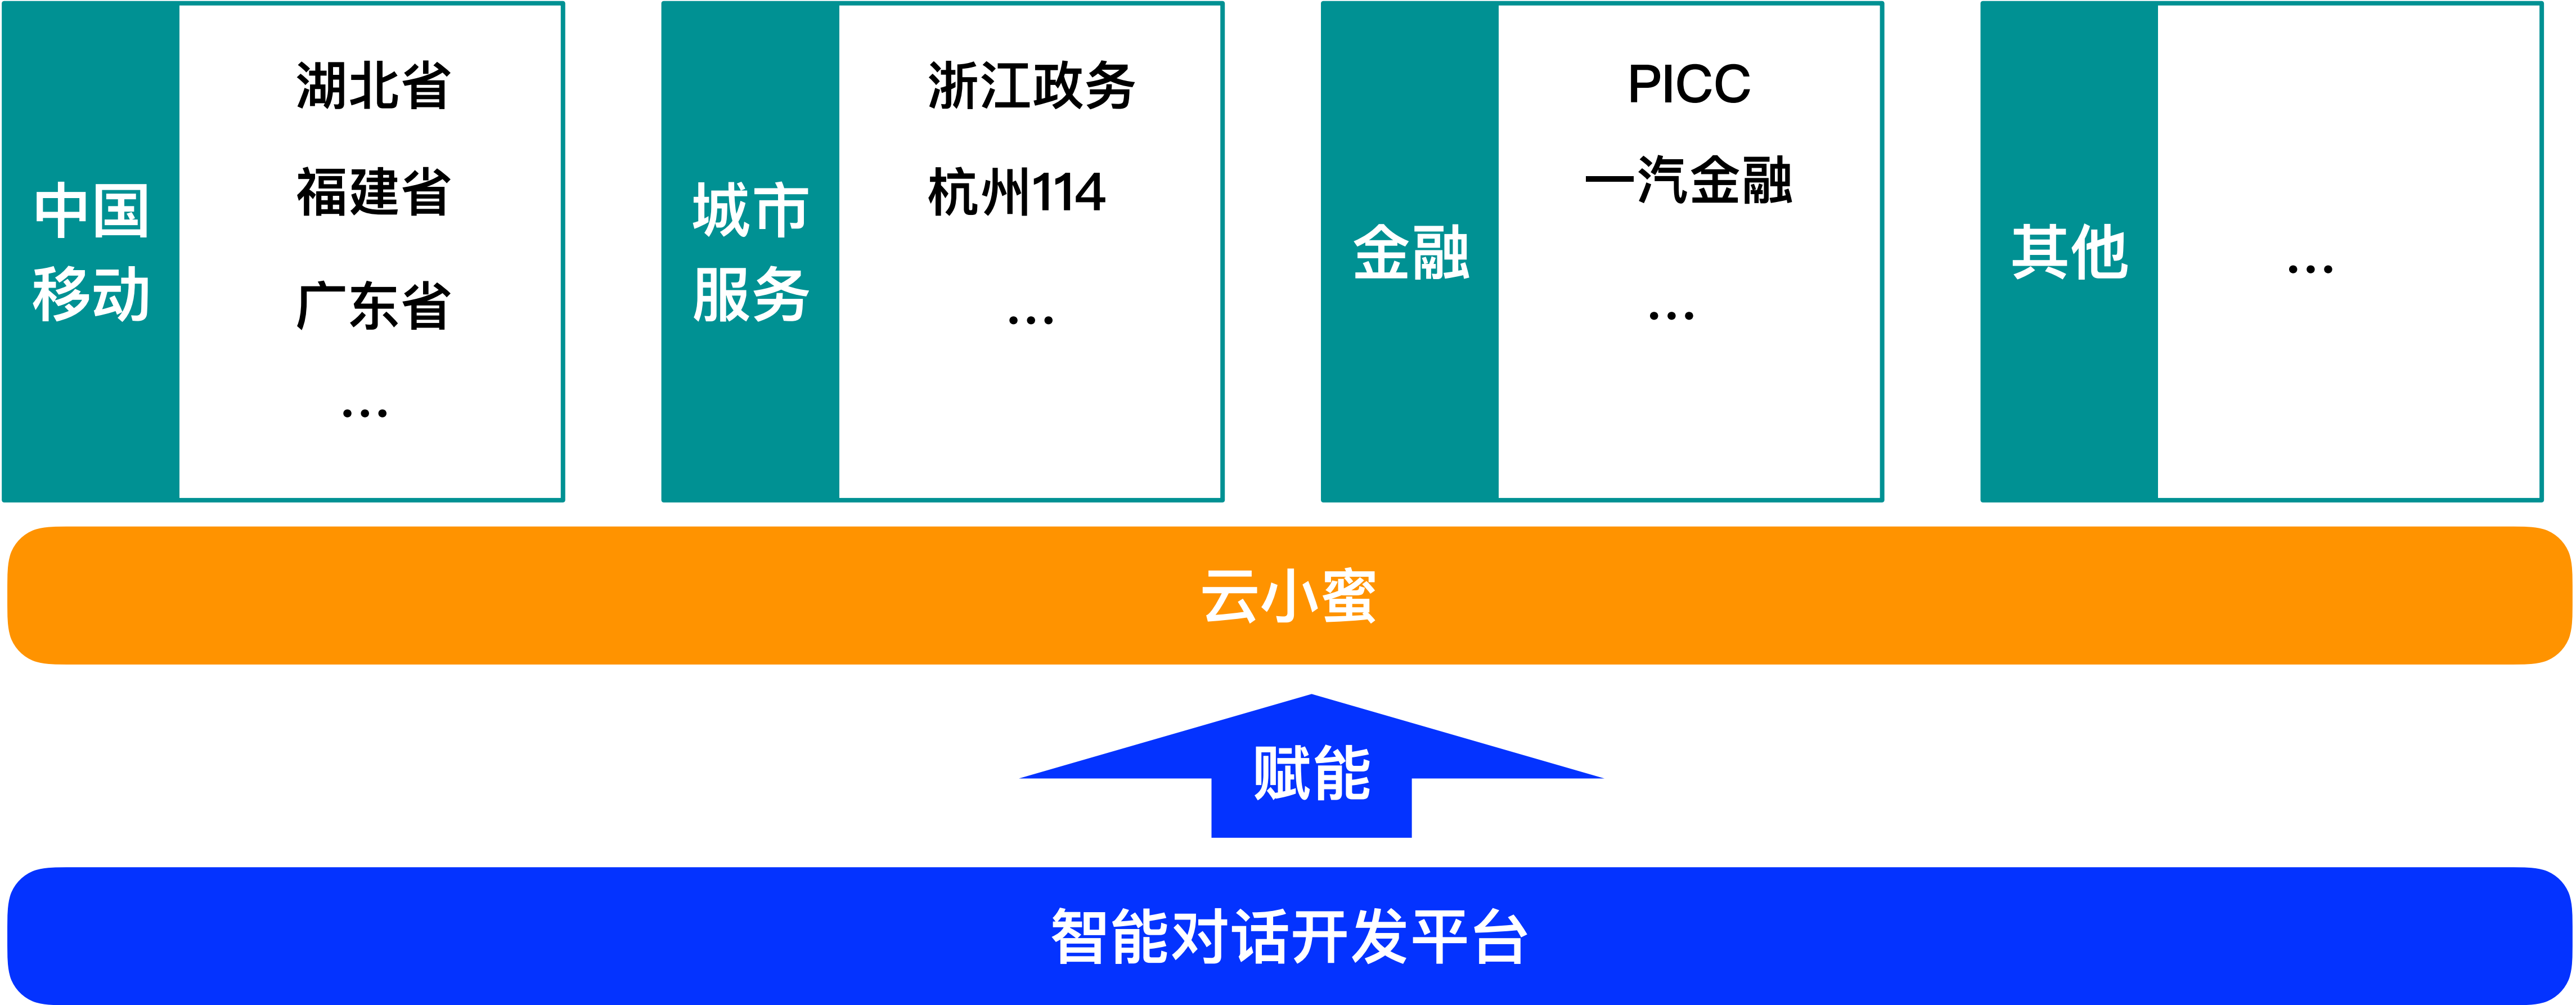 中国
移动
湖北省
福建省
广东省
...
城市
服务
浙江政务
杭州114
...
金融
PICC
一汽金融
...
其他
...
云小蜜
赋能
智能对话开发平台